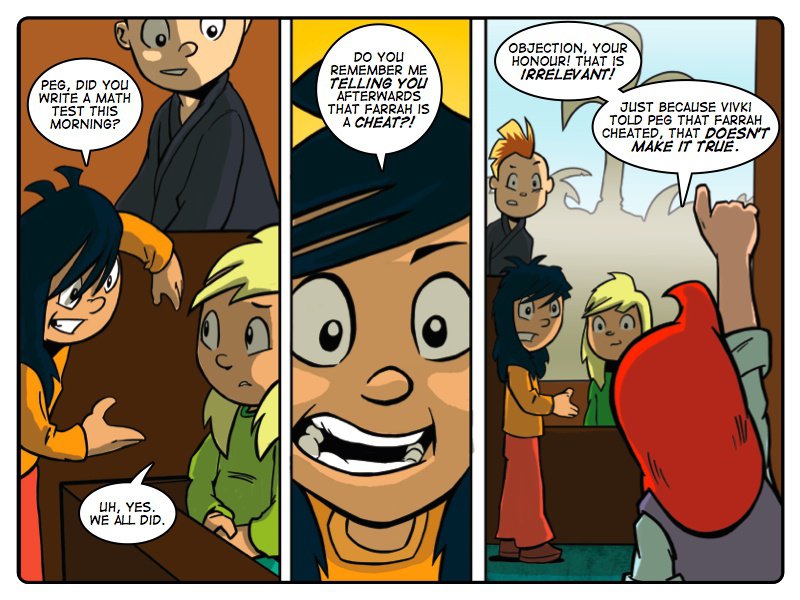 PEG, DID YOU
WRITE A MATH
TEST THIS
MORNING?
UH, YES.
WE ALL DID.
DO YOU
REMEMBER ME
TELLING YOU
AFTERWARDS
THAT FARRAH IS
A CHEAT?!
OBJECTION, YOUR
HONOUR! THAT IS
IRRELEVANT!
JUST BECAUSE VIVKI
TOLD PEG THAT FARRAH
CHEATED, THAT DOESN'T
MAKE IT TRUE.